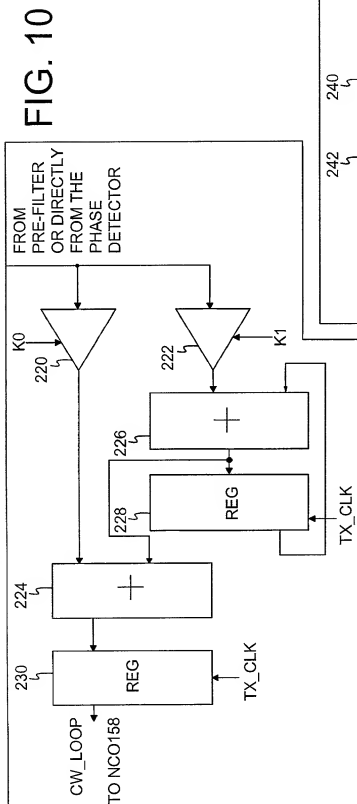 FIG. 10
FROM
PRE-FILTER
OR DIRECTLY
FROM THE
PHASE
DETECTOR
K0
220
222
K1
226
+
228
REG
TX_CLK
224
+
230
REG
TX_CLK
CW_LOOP
TO NCO158
240
242